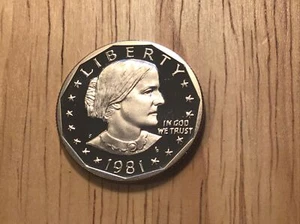 LIBERTY
IN GOD
WE TRUST
1981